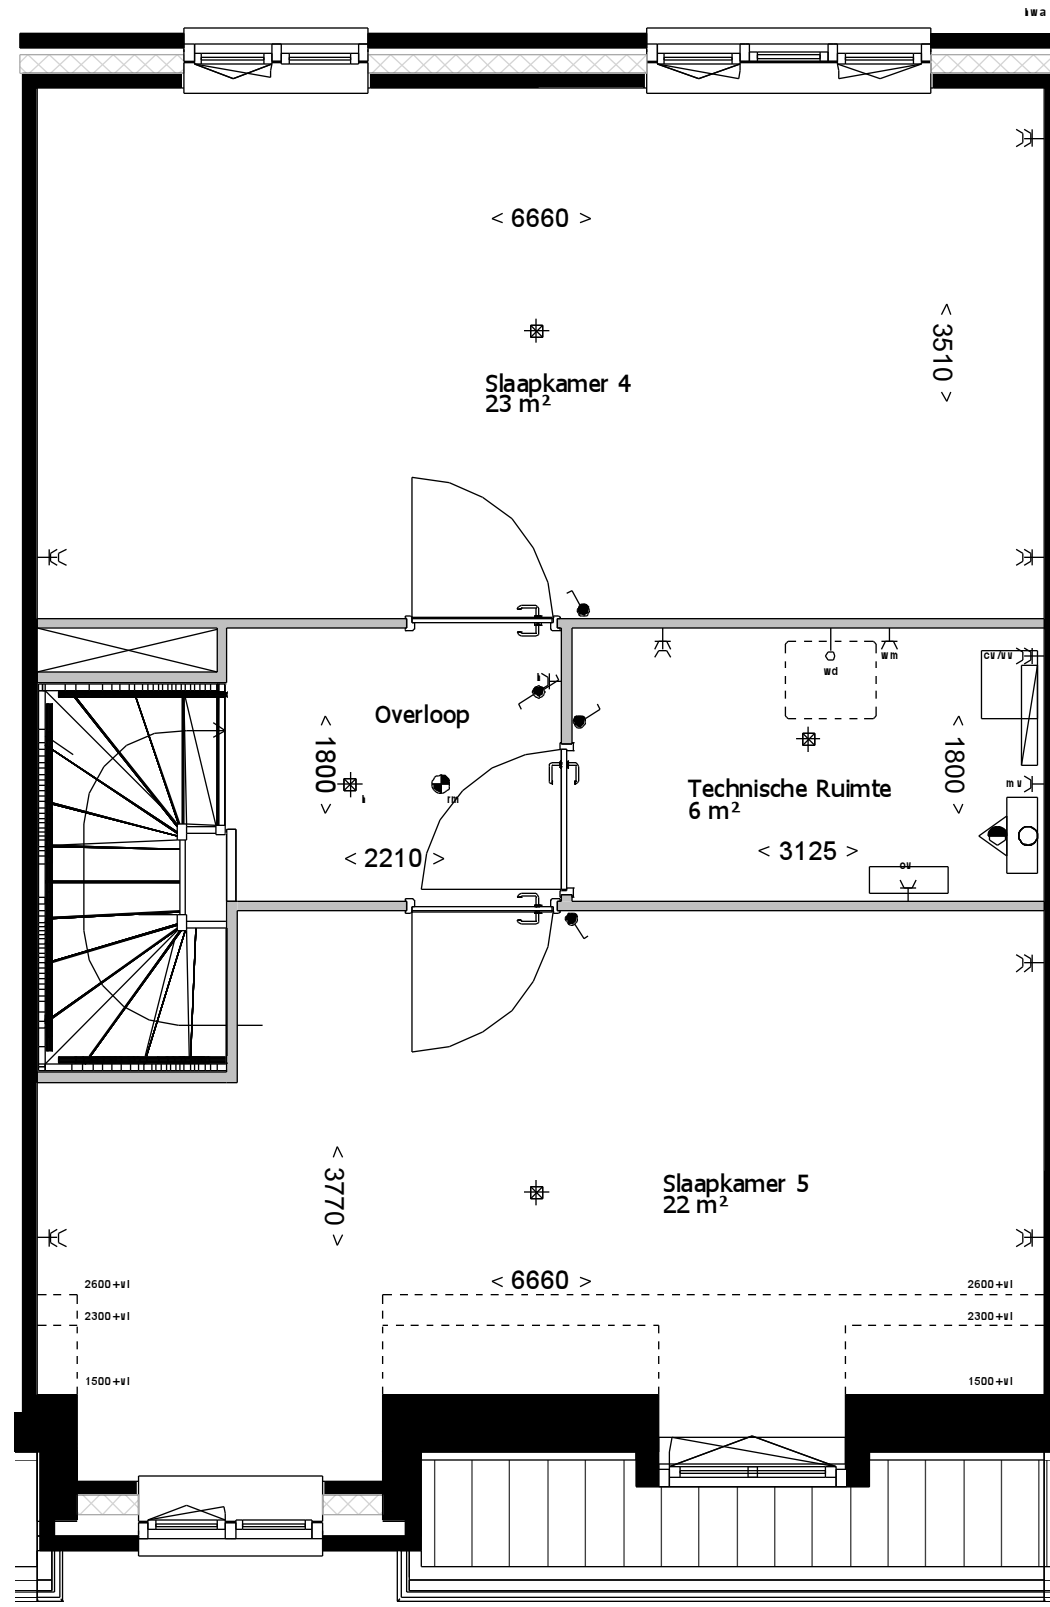 < 6660 >
< 3510 >
Slaapkamer 4
23 m²
wm
cv/vv
wd
Overloop
< 1800 >
< 1800 >
Technische Ruimte
6 m²
mv
rm
< 2210 >
< 3125 >
< 3770 >
Slaapkamer 5
22 m²
< 6660 >
2600+vl
2600+vl
2300+vl
2300+vl
1500+vl
1500+vl